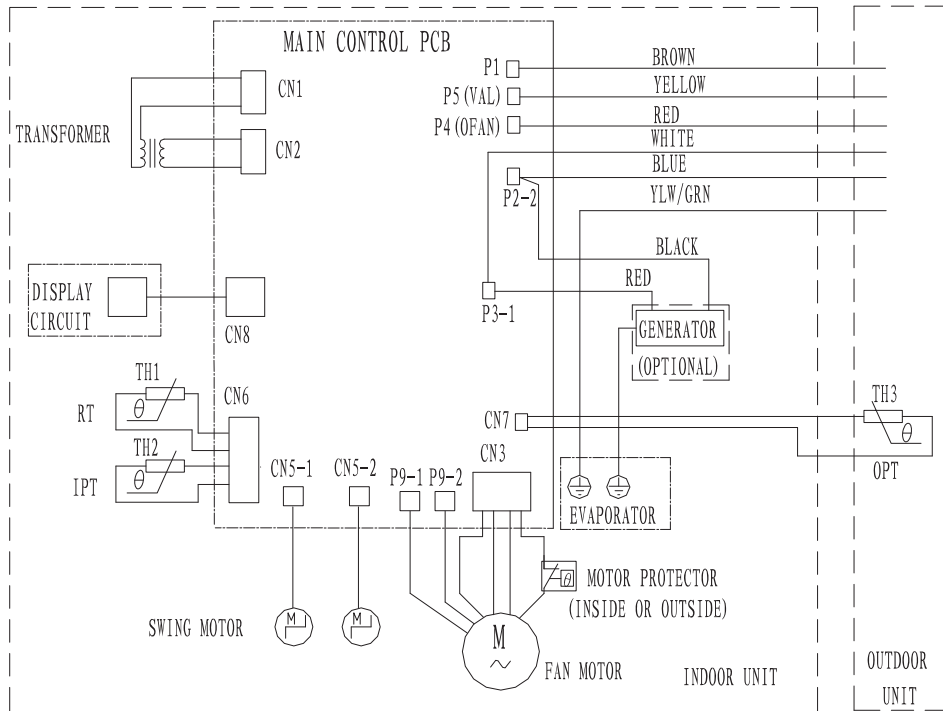 MAIN CONTROL PCB
TRANSFORMER
CN1
CN2
P1
P5(VAL)
P4(OFAN)
P2-2
P3-1
BROWN
YELLOW
RED
WHITE
BLUE
YLW/GRN
BLACK
RED
GENERATOR
(OPTIONAL)
DISPLAY
CIRCUIT
CN8
TH1
θ
RT
CN6
TH2
θ
IPT
CN5-1
CN5-2
P9-1
P9-2
CN3
CN7
TH3
θ
OPT
EVAPORATOR
θ
MOTOR PROTECTOR
(INSIDE OR OUTSIDE)
SWING MOTOR
M
M
M
~
FAN MOTOR
INDOOR UNIT
OUTDOOR
UNIT